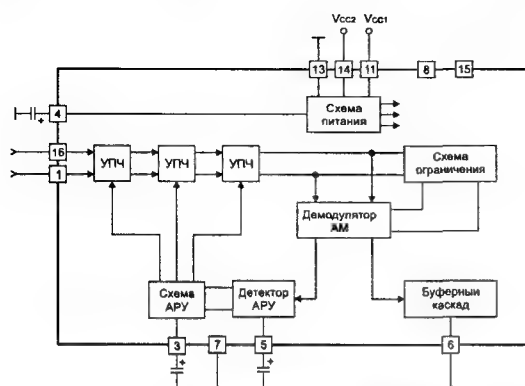 Vcc2 Vcc1
13 14 11 8 15
4
Схема
питания
16
1
УПЧ УПЧ УПЧ
Схема
ограничения
Демодулятор
АМ
Схема
АРУ
Детектор
АРУ
Буферный
каскад
3 7 5 6
+
+
+